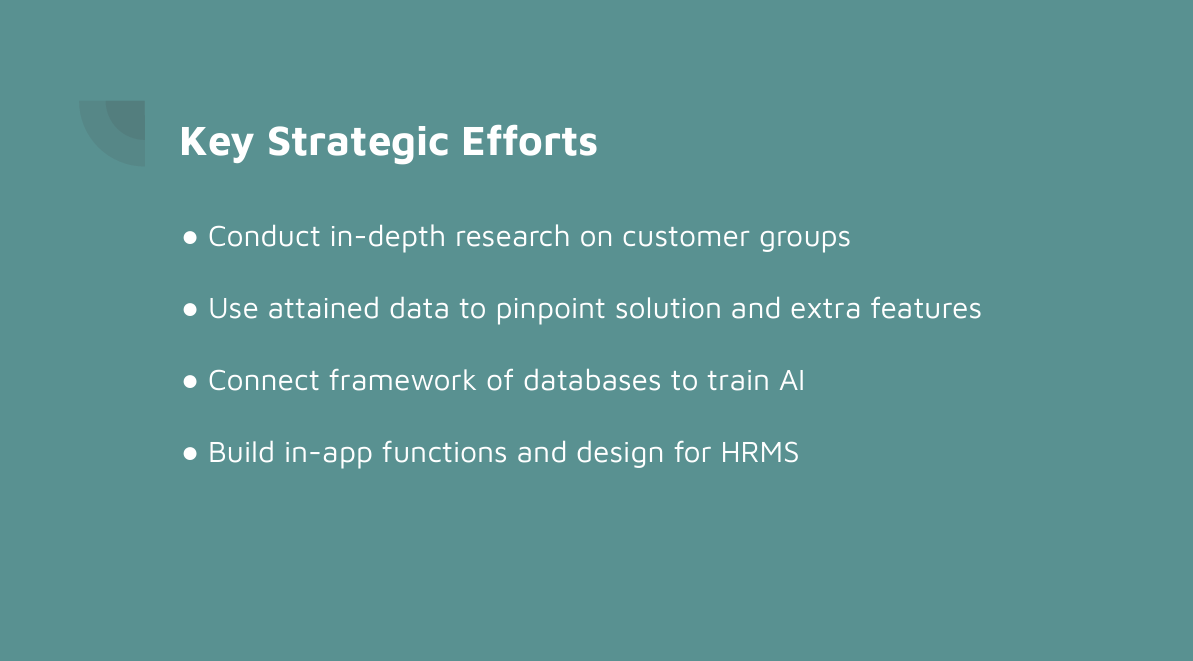 Key Strategic Efforts
● Conduct in-depth research on customer groups
● Use attained data to pinpoint solution and extra features
● Connect framework of databases to train AI
● Build in-app functions and design for HRMS